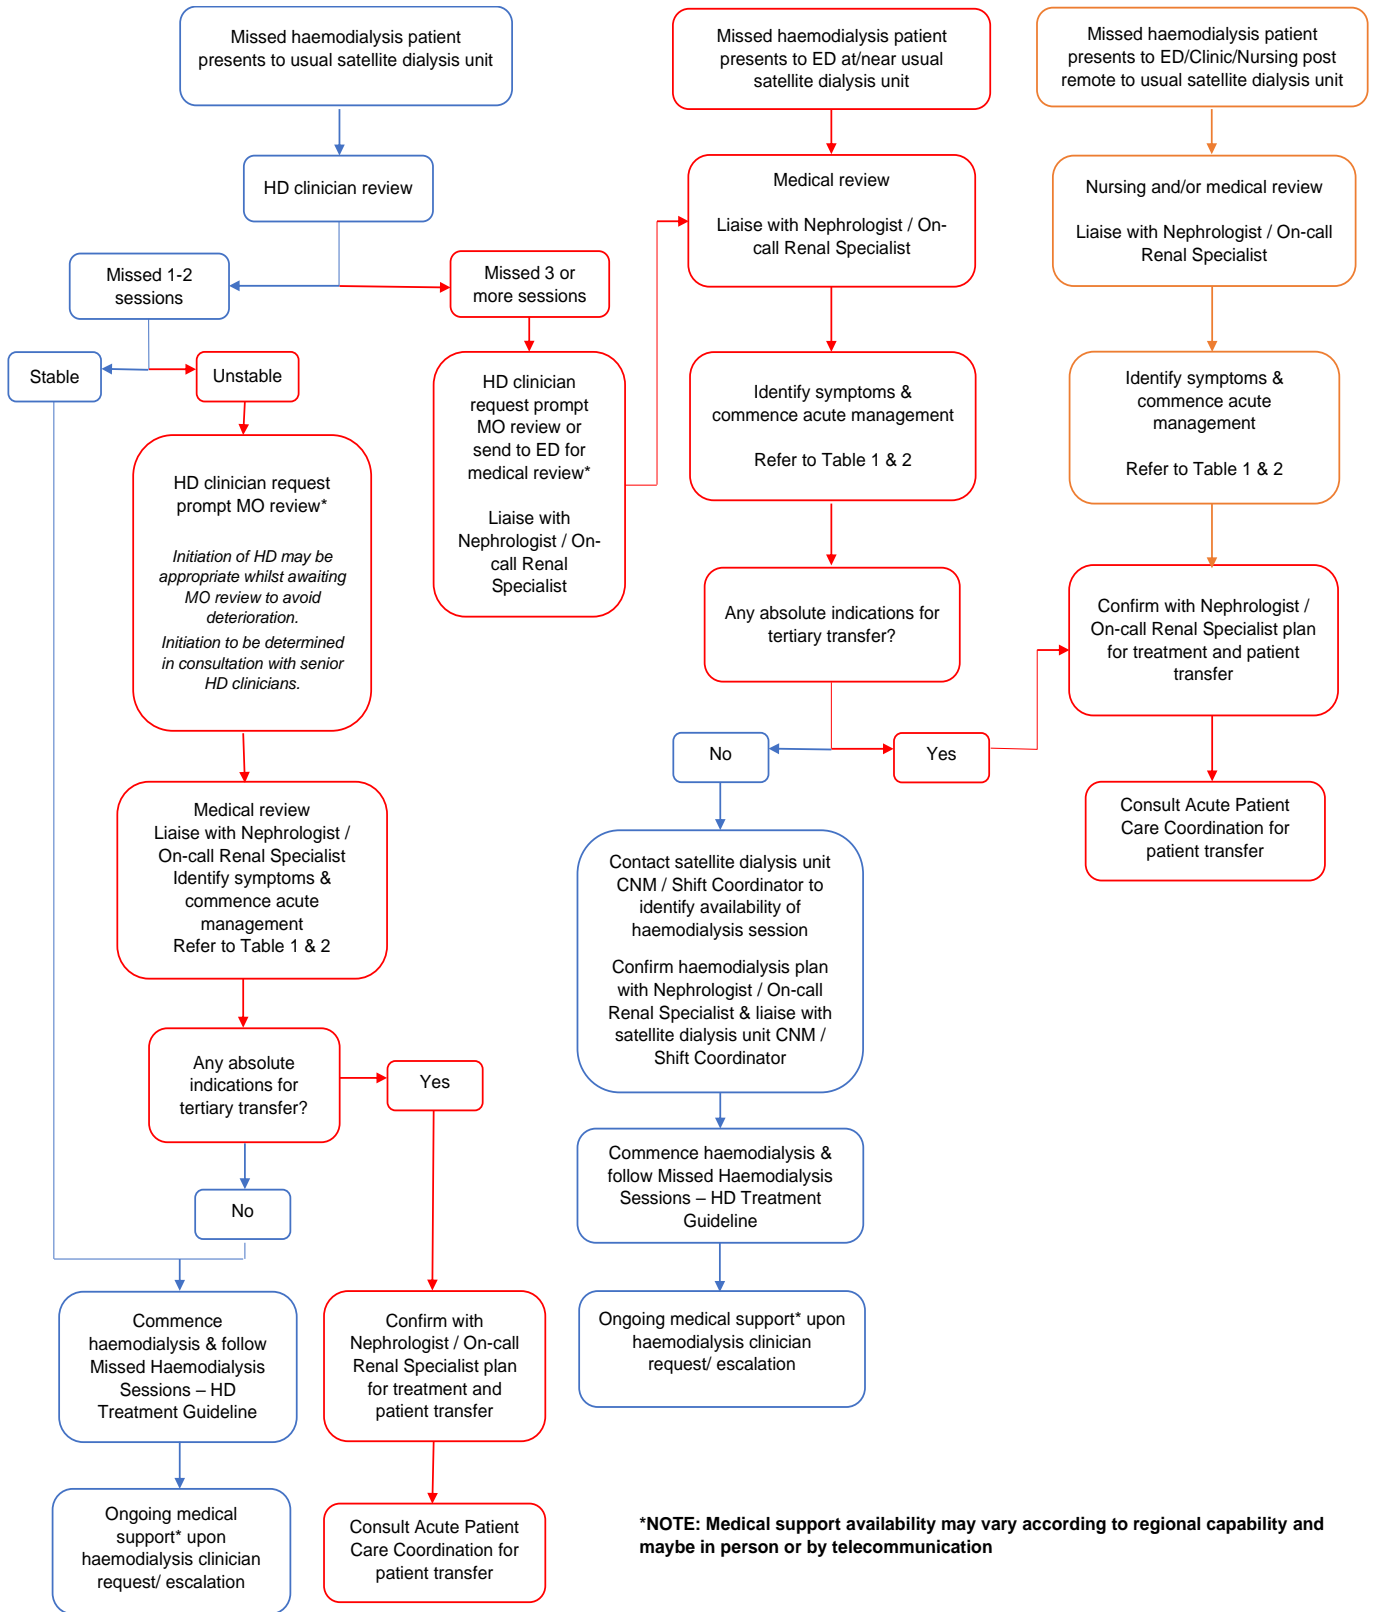 Missed haemodialysis patient
presents to usual satellite dialysis unit
HD clinician review
Missed 1-2
sessions
Missed 3 or
more sessions
Stable
Unstable
HD clinician request
prompt MO review*
Initiation of HD may be
appropriate whilst awaiting
MO review to avoid
deterioration.
Initiation to be determined
in consultation with senior
HD clinicians.
HD clinician
request prompt
MO review or
send to ED for
medical review*
Liaise with
Nephrologist / On-
call Renal
Specialist
Medical review
Liaise with Nephrologist /
On-call Renal Specialist
Identify symptoms &
commence acute
management
Refer to Table 1 & 2
Any absolute
indications for
tertiary transfer?
Yes
No
Commence
haemodialysis & follow
Missed Haemodialysis
Sessions – HD
Treatment Guideline
Ongoing medical
support* upon
haemodialysis clinician
request/ escalation
Confirm with
Nephrologist / On-call
Renal Specialist plan
for treatment and
patient transfer
Consult Acute Patient
Care Coordination for
patient transfer
Missed haemodialysis patient
presents to ED at/near usual
satellite dialysis unit
Medical review
Liaise with Nephrologist / On-
call Renal Specialist
Identify symptoms &
commence acute management
Refer to Table 1 & 2
Any absolute indications for
tertiary transfer?
No
Yes
Contact satellite dialysis unit
CNM / Shift Coordinator to
identify availability of
haemodialysis session
Confirm haemodialysis plan
with Nephrologist / On-call
Renal Specialist & liaise with
satellite dialysis unit CNM /
Shift Coordinator
Commence haemodialysis &
follow Missed Haemodialysis
Sessions – HD Treatment
Guideline
Ongoing medical support* upon
haemodialysis clinician
request/ escalation
Missed haemodialysis patient
presents to ED/Clinic/Nursing post
remote to usual satellite dialysis unit
Nursing and/or medical review
Liaise with Nephrologist / On-call
Renal Specialist
Identify symptoms &
commence acute
management
Refer to Table 1 & 2
Confirm with Nephrologist /
On-call Renal Specialist plan
for treatment and patient
transfer
Consult Acute Patient
Care Coordination for
patient transfer
*NOTE: Medical support availability may vary according to regional capability and
maybe in person or by telecommunication